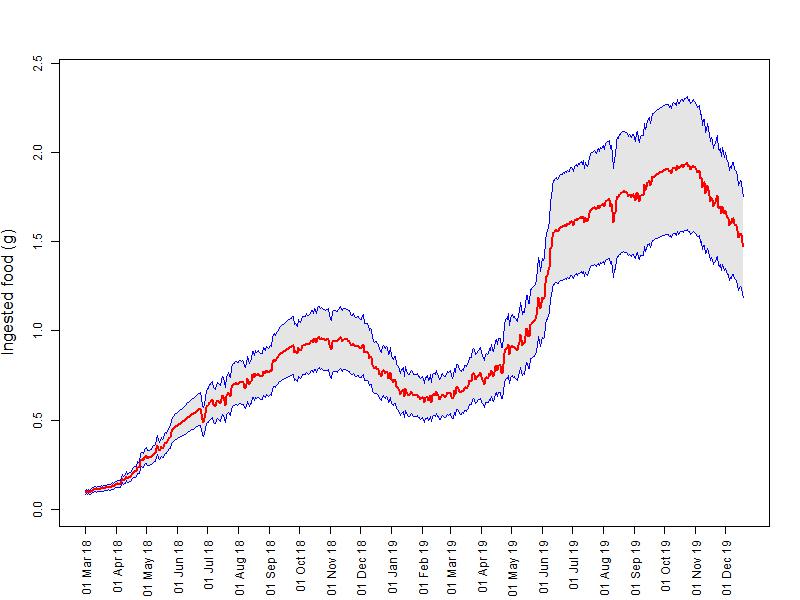 Ingested food (g)
2.5
2.0
1.5
1.0
0.5
0.0
01 Mar 18
01 Apr 18
01 May 18
01 Jun 18
01 Jul 18
01 Aug 18
01 Sep 18
01 Oct 18
01 Nov 18
01 Dec 18
01 Jan 19
01 Feb 19
01 Mar 19
01 Apr 19
01 May 19
01 Jun 19
01 Jul 19
01 Aug 19
01 Sep 19
01 Oct 19
01 Nov 19
01 Dec 19